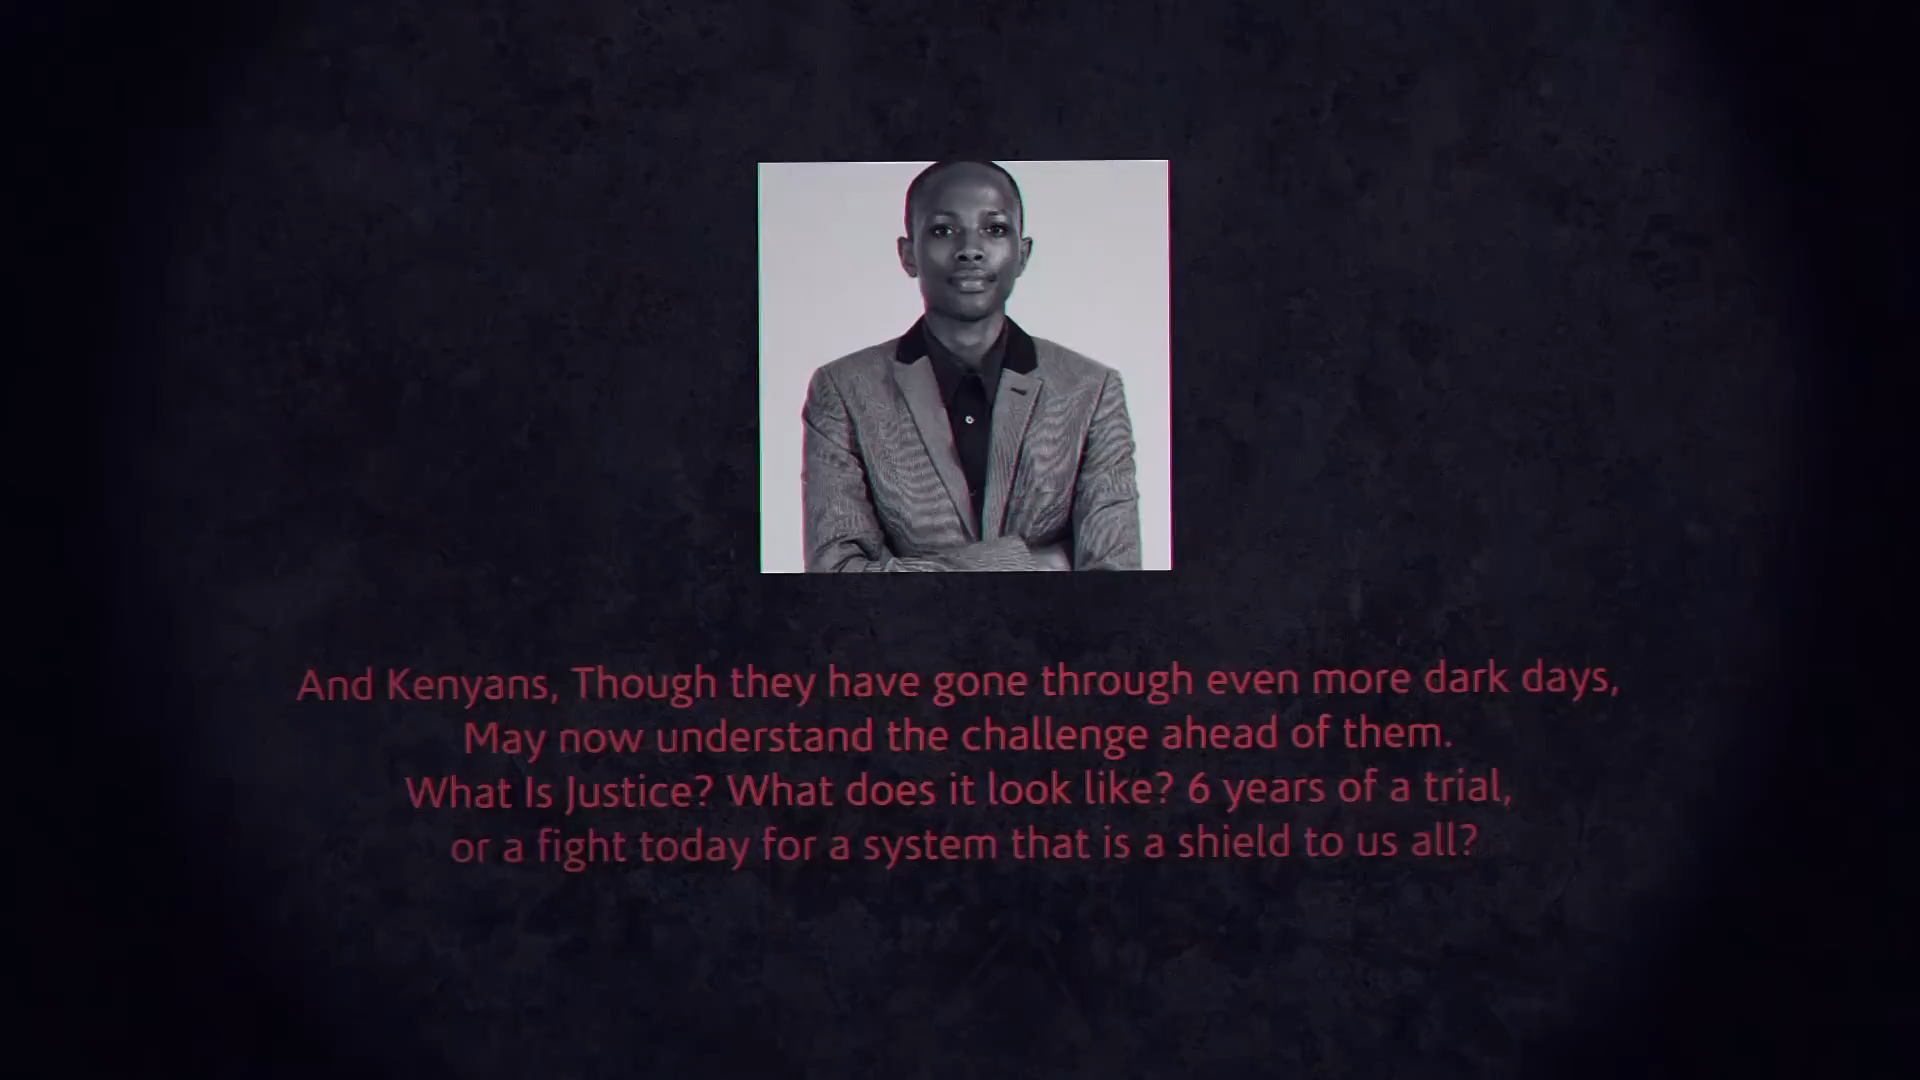 And Kenyans, Though they have gone through even more dark days,
May now understand the challenge ahead of them.
What Is Justice? What does it look like? 6 years of a trial,
or a fight today for a system that is a shield to us all?